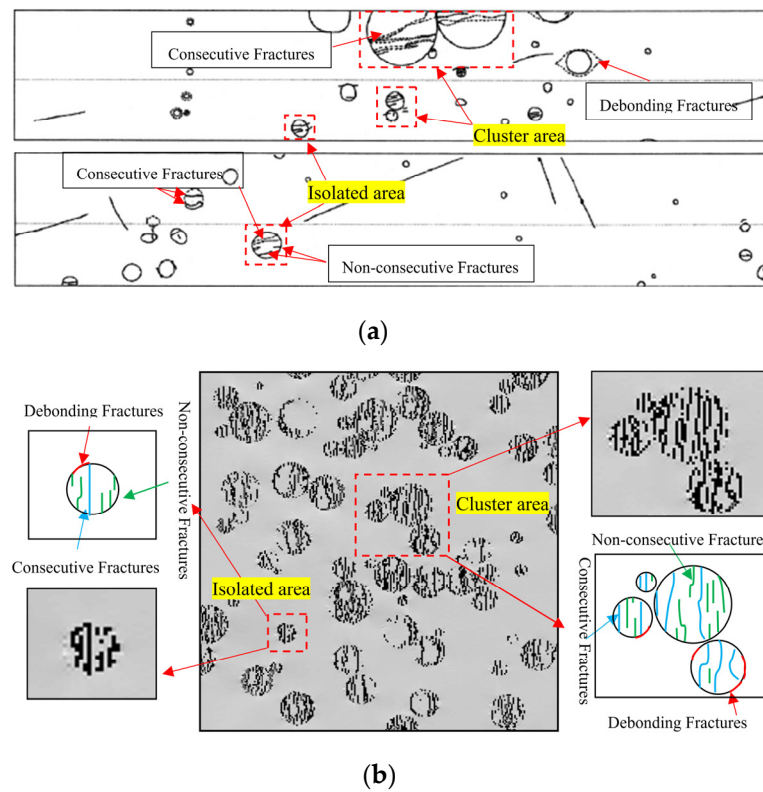 Consecutive Fractures
Debonding Fractures
Cluster area
Consecutive Fractures
Isolated area
Non-consecutive Fractures
(a)
Debonding Fractures
Non-consecutive Fractures
Consecutive Fractures
Isolated area
Cluster area
Non-consecutive Fracture
Consecutive Fractures
Debonding Fractures
(b)